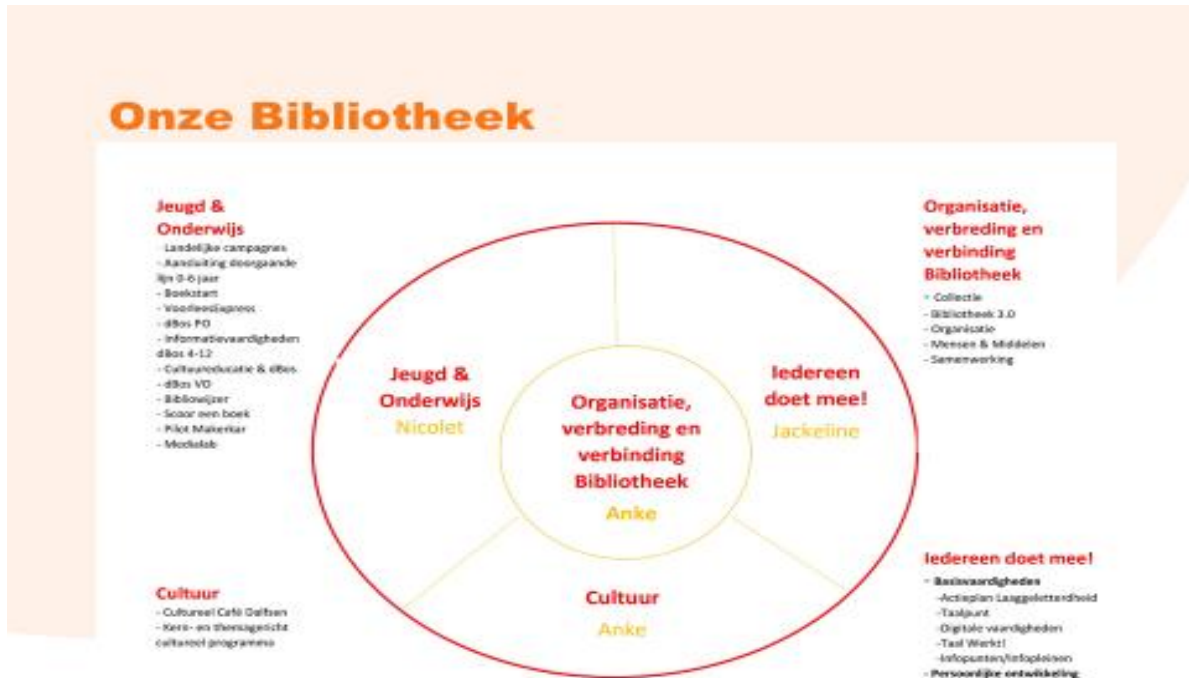 Onze Bibliotheek
Jeugd &
Onderwijs
- Landelijke campagnes
- Aansluiting doorgaande
lijn 0-6 jaar
- Boekstart
- VoorleesExpress
- dBos PO
- Informatievaardigheden
dBos 4-12
- Cultuureducatie & dBos
- dBos VO
- Bibliowijzer
- Scoor een boek
- Pilot Makerkar
- Medialab
Cultuur
- Cultureel Café Dalfsen
- Kern- en themagericht
cultureel programma
Jeugd &
Onderwijs
Nicolet
Organisatie,
verbreding en
verbinding
Bibliotheek
Anke
Iedereen
doet mee!
Jackeline
Cultuur
Anke
Organisatie,
verbreding en
verbinding
Bibliotheek
- Collectie
- Bibliotheek 3.0
- Organisatie
- Mensen & Middelen
- Samenwerking
Iedereen doet mee!
- Basisvaardigheden
-Actieplan Laaggeletterdheid
-Taalpunt
-Digitale vaardigheden
-Taal Werkt!
-Infopunten/Infopleinen
- Persoonlijke ontwikkeling